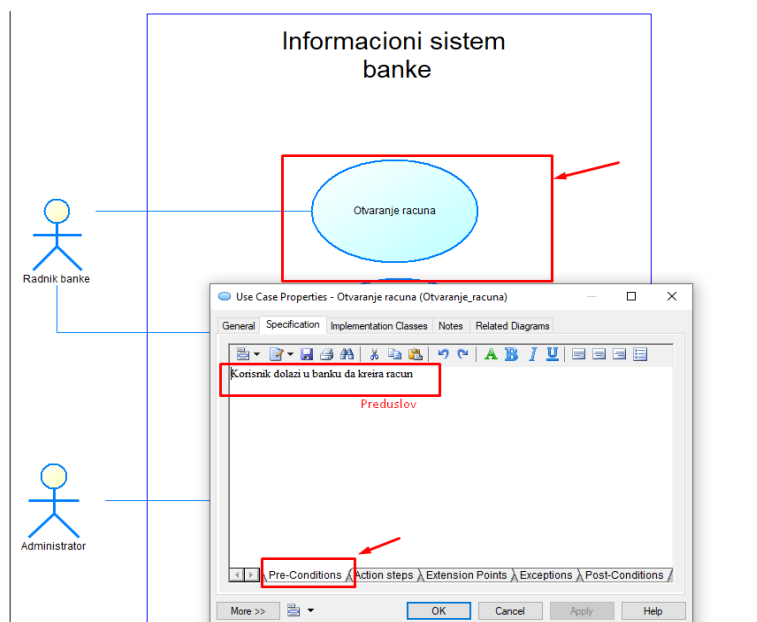 Informacioni sistem
banke
Otvaranje racuna
Radnik banke
Use Case Properties - Otvaranje racuna (Otvaranje_racuna)
General Specification Implementation Classes Notes Related Diagrams
A B I U
Korisnik dolazi u banku da kreira racun
Preduslov
Administrator
Pre-Conditions Action steps Extension Points Exceptions Post-Conditions
More >> OK Cancel Apply Help